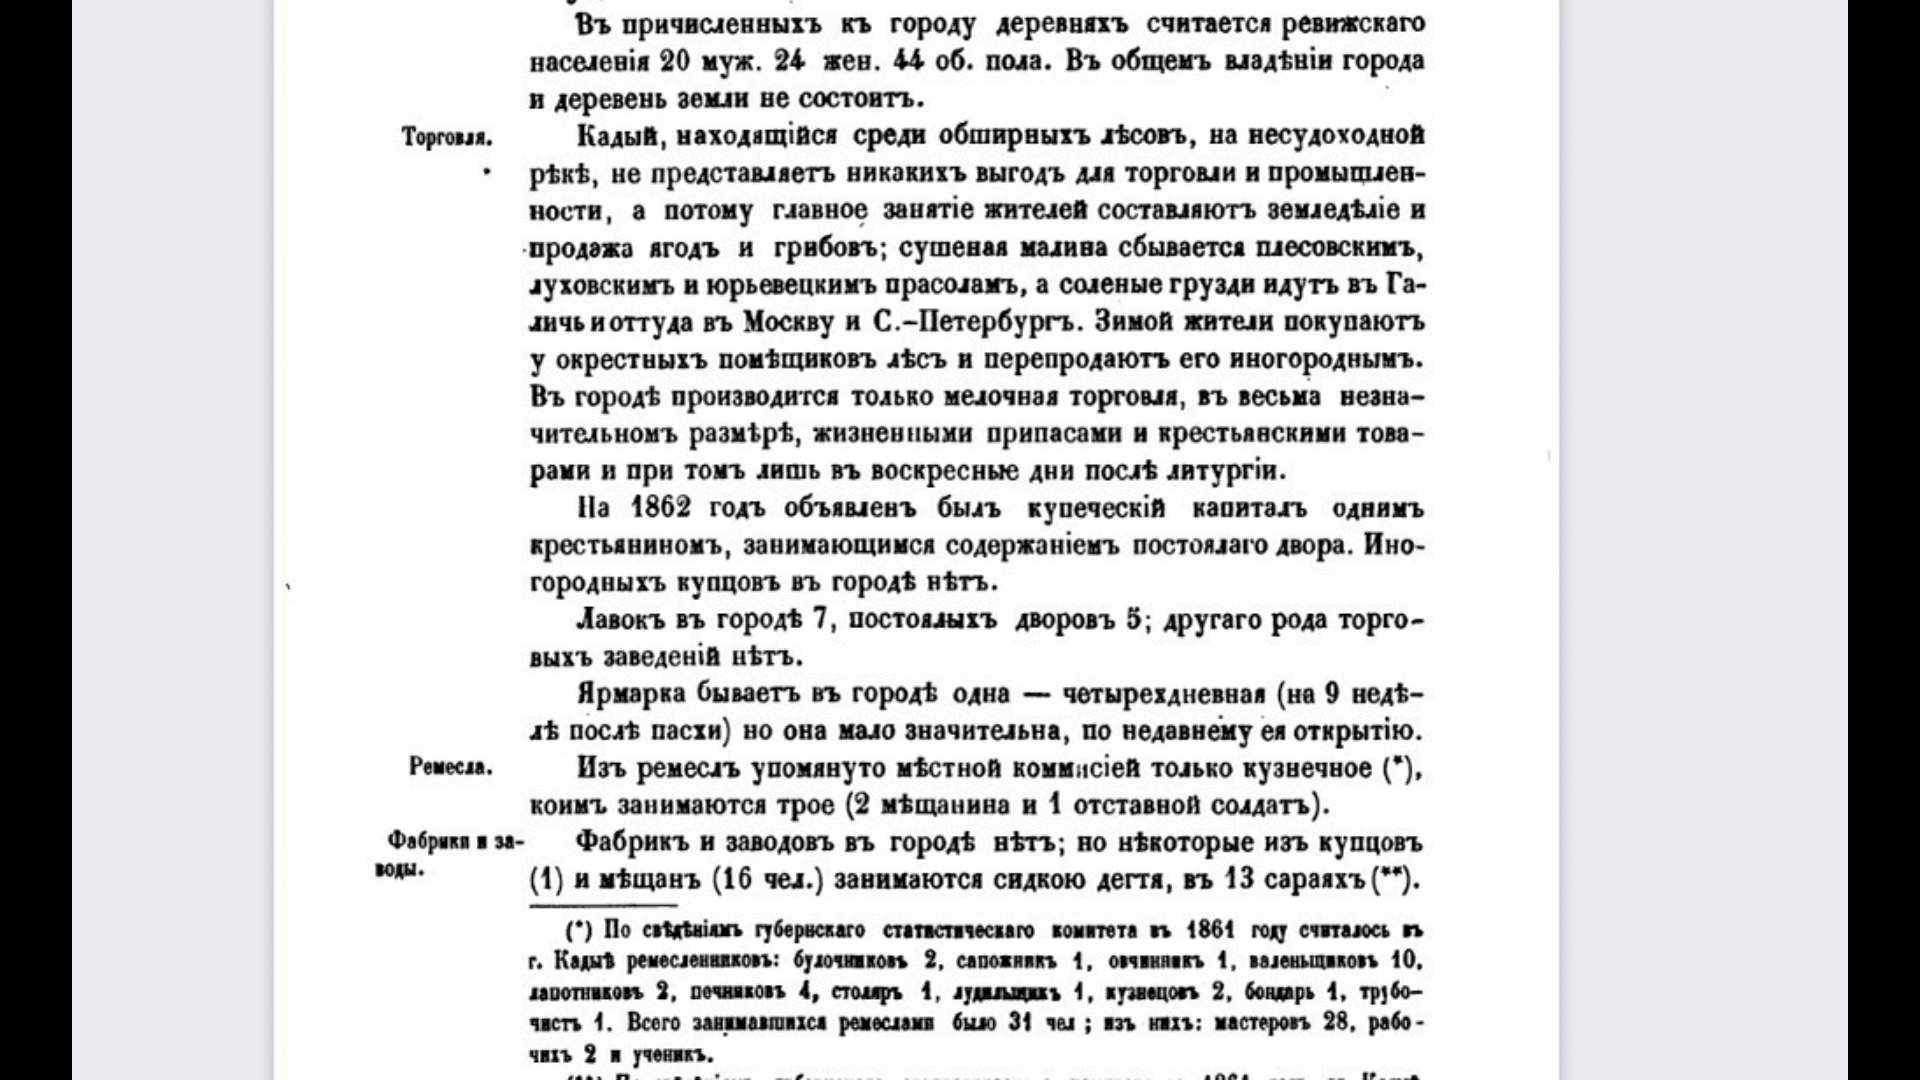 Въ причисленныхъ къ городу деревняхъ считается ревижскаго
населенія 20 муж. 24 жен. 44 об. пола. Въ общемъ владѣніи города
и деревень земли не состоитъ.
Торговля.
Кадый, находящійся среди обширныхъ лѣсовъ, на несудоходной
рѣкѣ, не представляетъ никакихъ выгодъ для торговли и промышлен-
ности, а потому главное занятіе жителей составляютъ земледѣліе и
продажа ягодъ и грибовъ; сушеная малина сбывается плесовскимъ,
луховскимъ и юрьевецкимъ прасоламъ, а соленые грузди идутъ въ Га-
личь и оттуда въ Москву и С.-Петербургъ. Зимой жители покупаютъ
у окрестныхъ помѣщиковъ лѣсъ и перепродаютъ его иногороднымъ.
Въ городѣ производится только мелочная торговля, въ весьма незна-
чительномъ размѣрѣ, жизненными припасами и крестьянскими това-
рами и при томъ лишь въ воскресные дни послѣ литургіи.
На 1862 годъ объявленъ былъ купеческій капиталъ однимъ
крестьяниномъ, занимающимся содержаніемъ постоялаго двора. Ино-
городныхъ купцовъ въ городѣ нѣтъ.
Лавокъ въ городѣ 7, постоялыхъ дворовъ 5; другаго рода торго-
выхъ заведеній нѣтъ.
Ярмарка бываетъ въ городѣ одна — четырехдневная (на 9 недѣ-
лѣ послѣ пасхи) но она мало значительна, по недавнему ея открытію.
Ремесла.
Изъ ремеслъ упомянуто мѣстной коммисіей только кузнечное (*),
коимъ занимаются трое (2 мѣщанина и 1 отставной солдатъ).
Фабрики и за-
воды.
Фабрикъ и заводовъ въ городѣ нѣтъ; но нѣкоторые изъ купцовъ
(1) и мѣщанъ (16 чел.) занимаются сидкою дегтя, въ 13 сараяхъ (**).
(*) По свѣдѣніямъ губернскаго статистическаго комитета въ 1861 году считалось въ
г. Кадыѣ ремесленниковъ: булочниковъ 2, сапожникъ 1, овчинникъ 1, валеньщиковъ 10,
лапотниковъ 2, печниковъ 4, столяръ 1, лудильщикъ 1, кузнецовъ 2, бондарь 1, трубо-
чистъ 1. Всего занимавшихся ремеслами было 31 чел ; изъ нихъ: мастеровъ 28, рабо-
чихъ 2 и ученикъ.